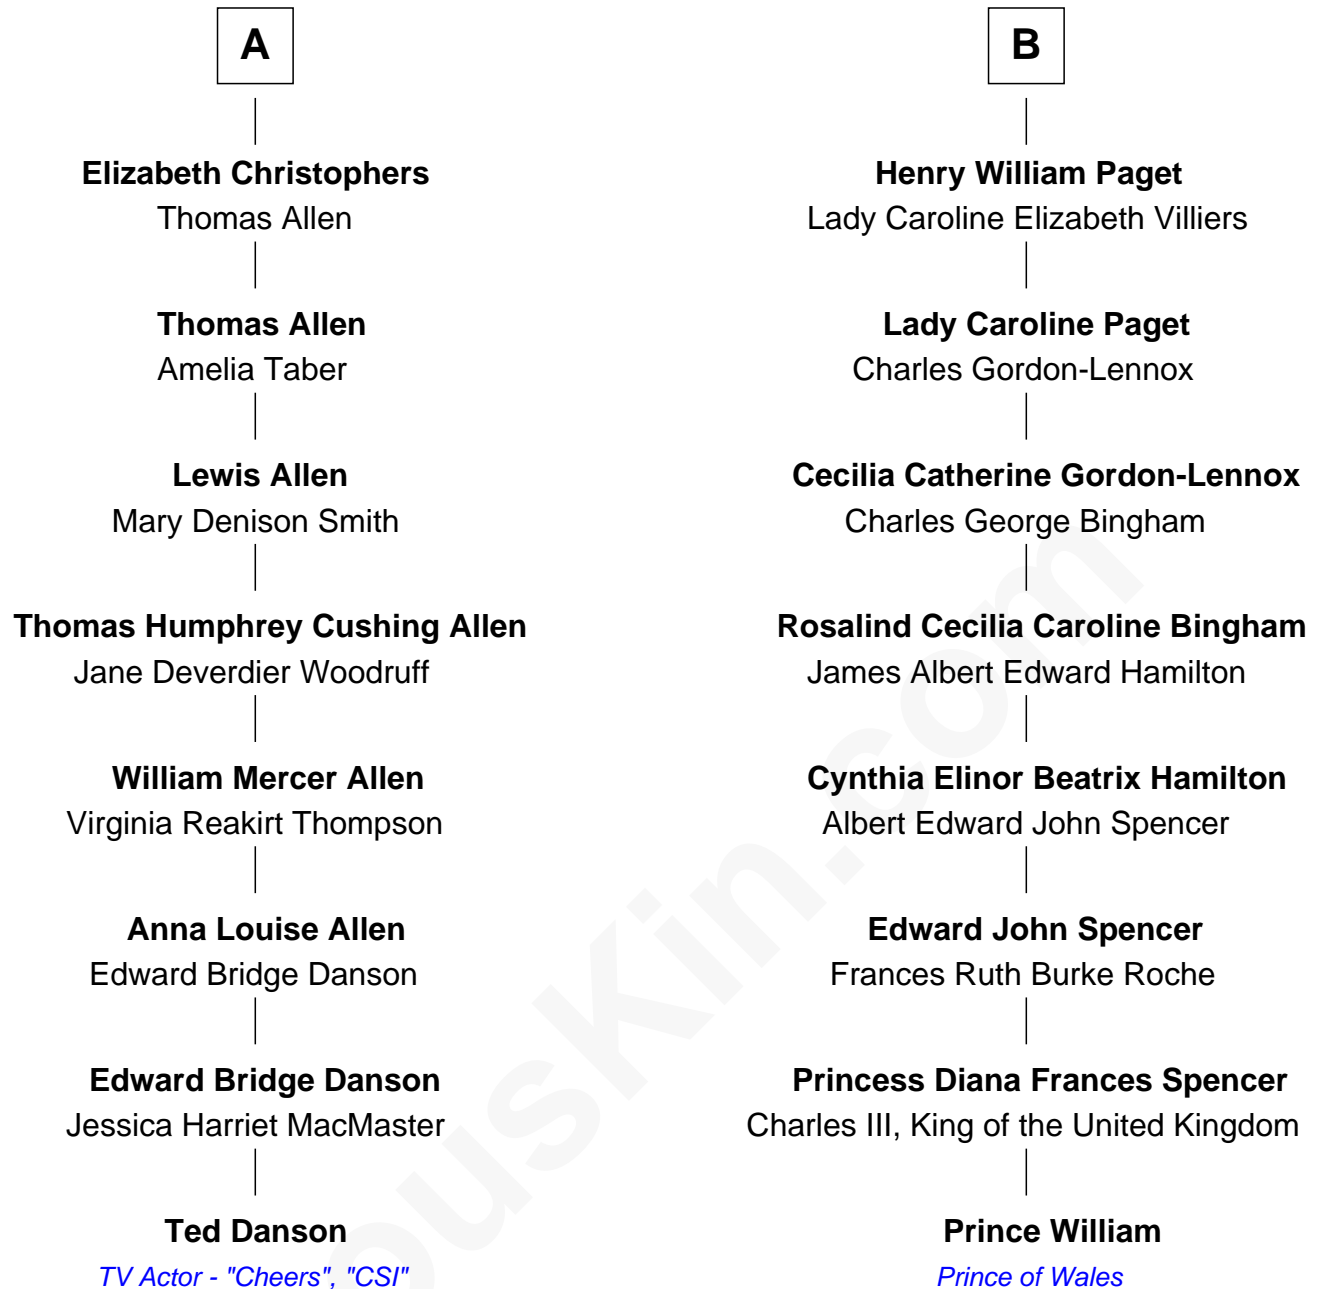 A
Elizabeth Christophers
Thomas Allen
Thomas Allen
Amelia Taber
Lewis Allen
Mary Denison Smith
Thomas Humphrey Cushing Allen
Jane Deverdier Woodruff
William Mercer Allen
Virginia Reakirt Thompson
Anna Louise Allen
Edward Bridge Danson
Edward Bridge Danson
Jessica Harriet MacMaster
Ted Danson
TV Actor - "Cheers", "CSI"
B
Henry William Paget
Lady Caroline Elizabeth Villiers
Lady Caroline Paget
Charles Gordon-Lennox
Cecilia Catherine Gordon-Lennox
Charles George Bingham
Rosalind Cecilia Caroline Bingham
James Albert Edward Hamilton
Cynthia Elinor Beatrix Hamilton
Albert Edward John Spencer
Edward John Spencer
Frances Ruth Burke Roche
Princess Diana Frances Spencer
Charles III, King of the United Kingdom
Prince William
Prince of Wales
ousKin.com